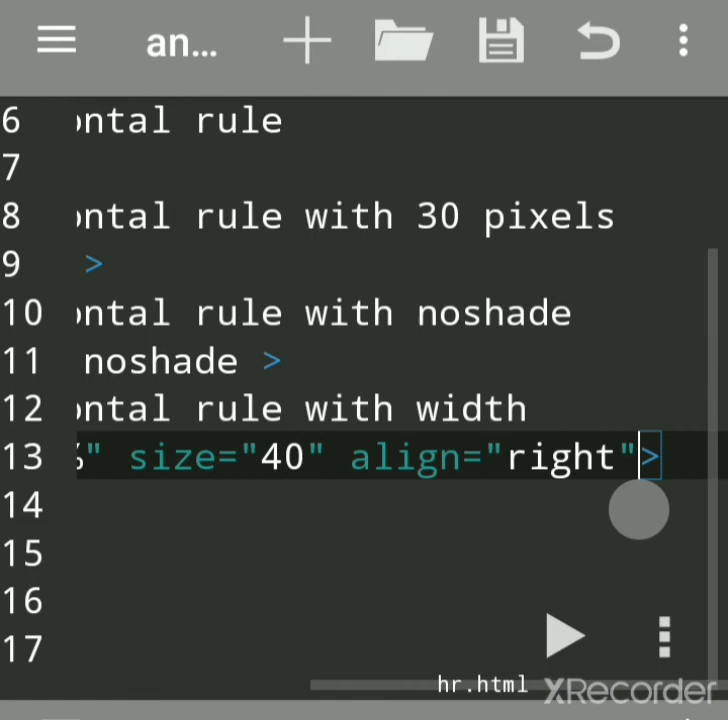 an...
6 ontal rule
7
8 ontal rule with 30 pixels
9 >
10 ontal rule with noshade
11 noshade >
12 ontal rule with width
13 " size="40" align="right">
14
15
16
17
hr.html
XRecorder